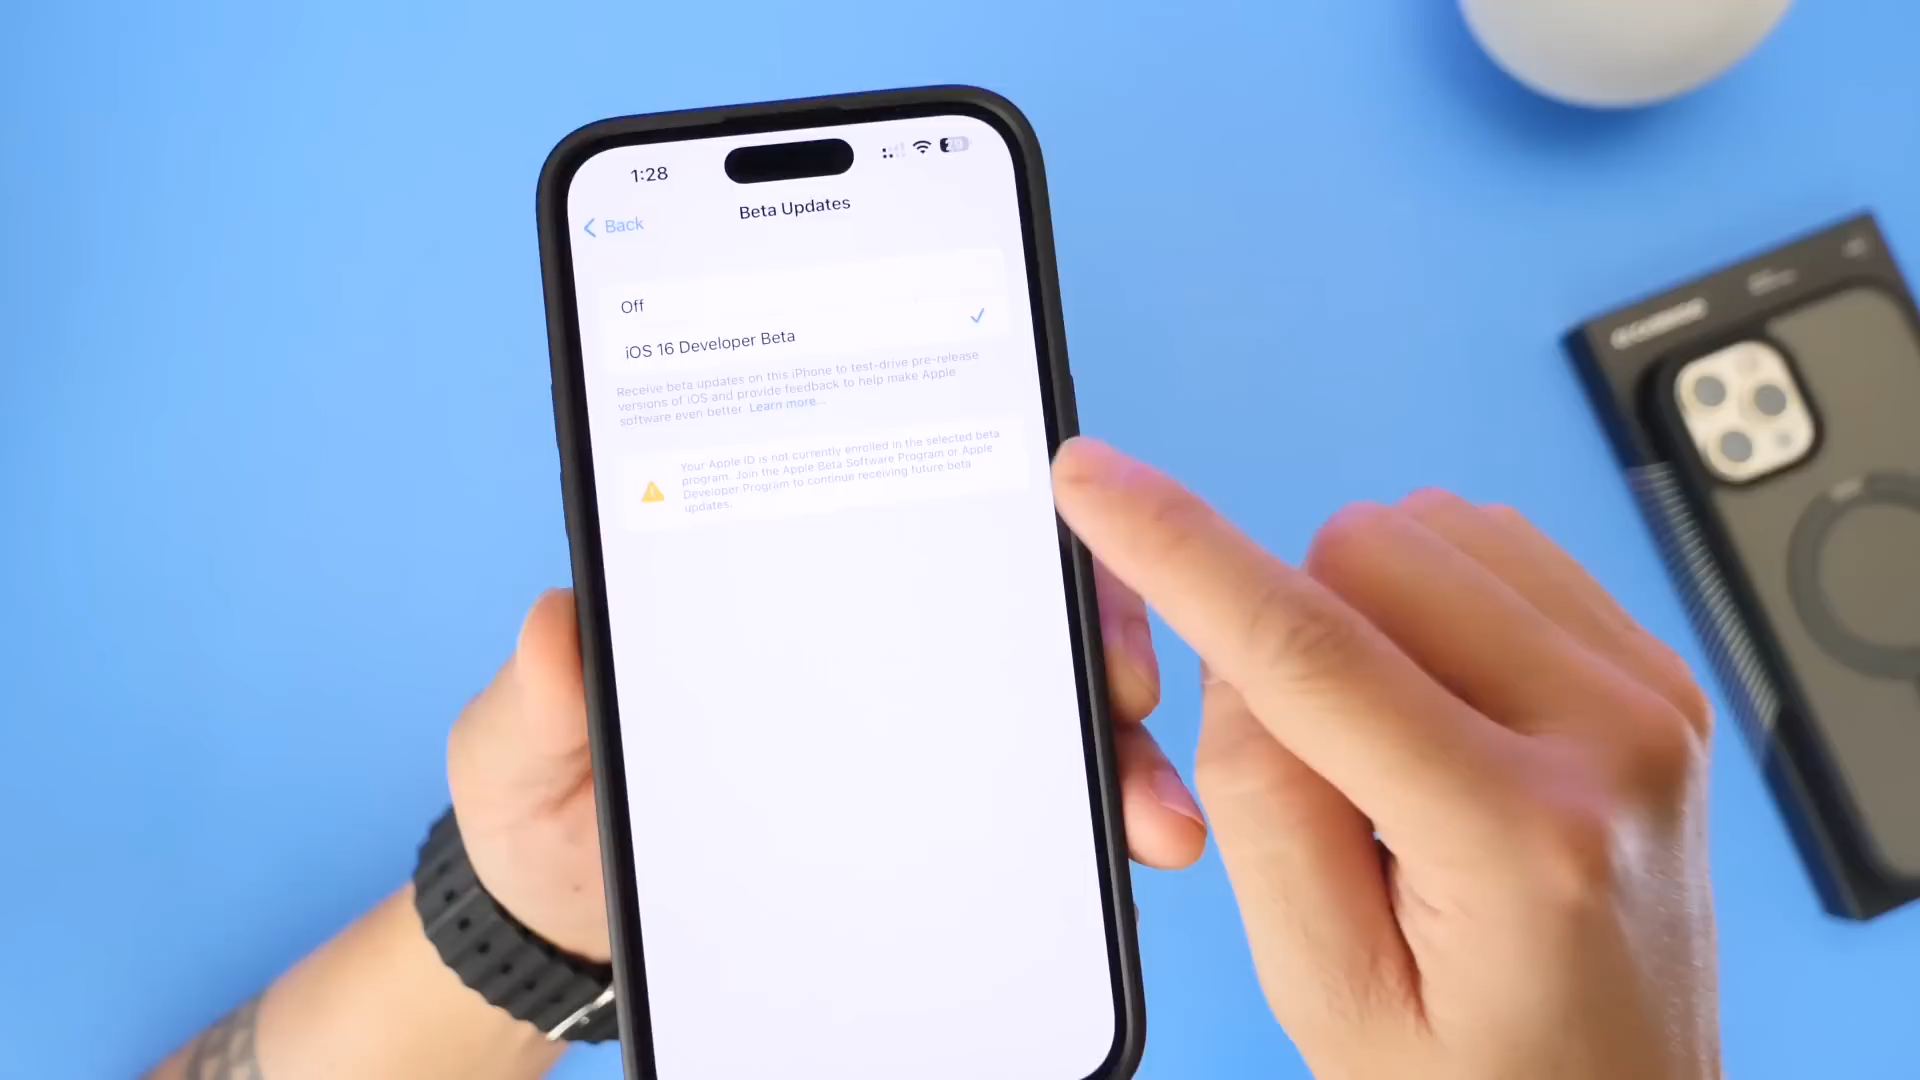 1:28
29
Back
Beta Updates
Off
iOS 16 Developer Beta
Receive beta updates on this iPhone to test-drive pre-release
versions of iOS and provide feedback to help make Apple
software even better. Learn more...
Your Apple ID is not currently enrolled in the selected beta
program. Join the Apple Beta Software Program or Apple
Developer Program to continue receiving future beta
updates.